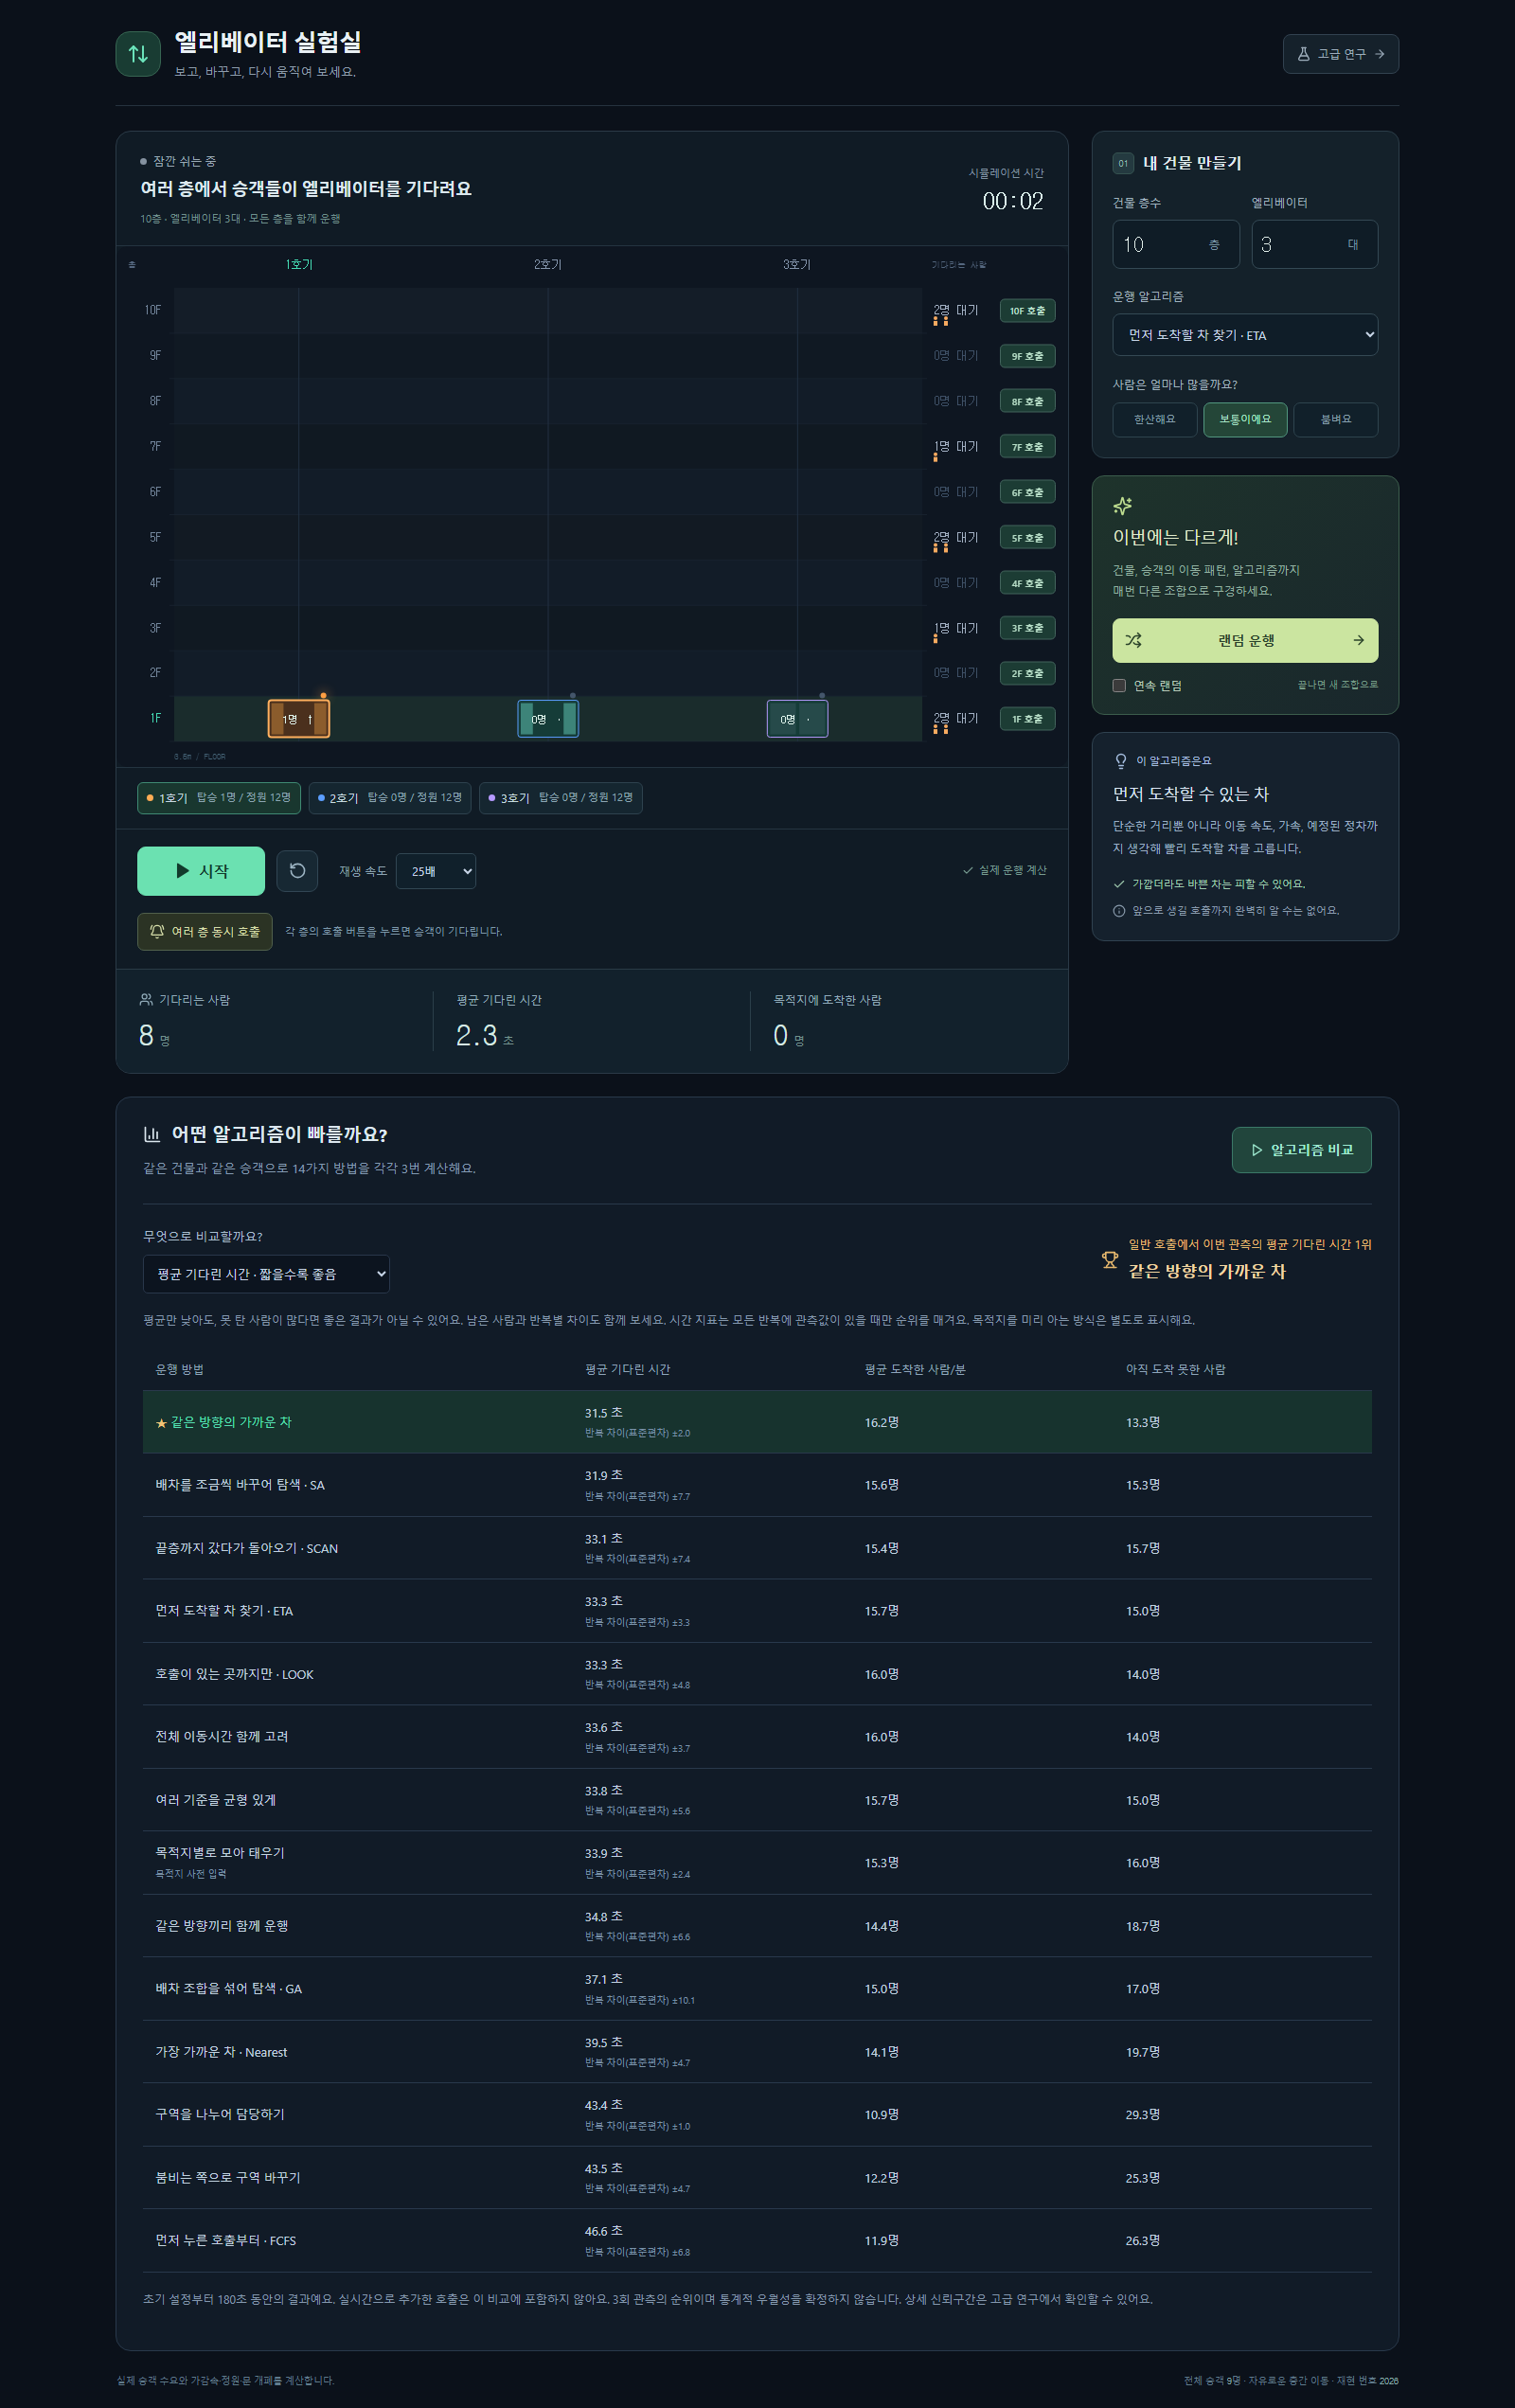 엘리베이터 실험실
보고, 바꾸고, 다시 움직여 보세요.
고급 연구
잠깐 쉬는 중
여러 층에서 승객들이 엘리베이터를 기다려요
10층 · 엘리베이터 3대 · 모든 층을 함께 운행
시뮬레이션 시간
00:02
층 1호기 2호기 3호기 기다리는 사람
10F 2명 대기 10F 호출
9F 0명 대기 9F 호출
8F 0명 대기 8F 호출
7F 1명 대기 7F 호출
6F 0명 대기 6F 호출
5F 2명 대기 5F 호출
4F 0명 대기 4F 호출
3F 1명 대기 3F 호출
2F 0명 대기 2F 호출
1F 1명 ↑ 0명 · 0명 · 2명 대기 1F 호출
3.5m / FLOOR
1호기 탑승 1명 / 정원 12명 2호기 탑승 0명 / 정원 12명 3호기 탑승 0명 / 정원 12명
시작 재생 속도 25배 실제 운행 계산
여러 층 동시 호출 각 층의 호출 버튼을 누르면 승객이 기다립니다.
기다리는 사람 평균 기다린 시간 목적지에 도착한 사람
8 명 2.3 초 0 명
01 내 건물 만들기
건물 층수 엘리베이터
10 층 3 대
운행 알고리즘
먼저 도착할 차 찾기 · ETA
사람은 얼마나 많을까요?
한산해요 보통이에요 붐벼요
이번에는 다르게!
건물, 승객의 이동 패턴, 알고리즘까지
매번 다른 조합으로 구경하세요.
랜덤 운행
연속 랜덤 끝나면 새 조합으로
이 알고리즘은요
먼저 도착할 수 있는 차
단순한 거리뿐 아니라 이동 속도, 가속, 예정된 정차까
지 생각해 빨리 도착할 차를 고릅니다.
가깝더라도 바쁜 차는 피할 수 있어요.
앞으로 생길 호출까지 완벽히 알 수는 없어요.
어떤 알고리즘이 빠를까요?
같은 건물과 같은 승객으로 14가지 방법을 각각 3번 계산해요.
알고리즘 비교
무엇으로 비교할까요?
평균 기다린 시간 · 짧을수록 좋음
일반 호출에서 이번 관측의 평균 기다린 시간 1위
같은 방향의 가까운 차
평균만 낮아도, 못 탄 사람이 많다면 좋은 결과가 아닐 수 있어요. 남은 사람과 반복별 차이도 함께 보세요. 시간 지표는 모든 반복에 관측값이 있을 때만 순위를 매겨요. 목적지를 미리 아는 방식은 별도로 표시해요.
운행 방법 평균 기다린 시간 평균 도착한 사람/분 아직 도착 못한 사람
★ 같은 방향의 가까운 차 31.5 초 16.2명 13.3명
반복 차이(표준편차) ±2.0
배차를 조금씩 바꾸어 탐색 · SA 31.9 초 15.6명 15.3명
반복 차이(표준편차) ±7.7
끝층까지 갔다가 돌아오기 · SCAN 33.1 초 15.4명 15.7명
반복 차이(표준편차) ±7.4
먼저 도착할 차 찾기 · ETA 33.3 초 15.7명 15.0명
반복 차이(표준편차) ±3.3
호출이 있는 곳까지만 · LOOK 33.3 초 16.0명 14.0명
반복 차이(표준편차) ±4.8
전체 이동시간 함께 고려 33.6 초 16.0명 14.0명
반복 차이(표준편차) ±3.7
여러 기준을 균형 있게 33.8 초 15.7명 15.0명
반복 차이(표준편차) ±5.6
목적지별로 모아 태우기 33.9 초 15.3명 16.0명
목적지 사전 입력 반복 차이(표준편차) ±2.4
같은 방향끼리 함께 운행 34.8 초 14.4명 18.7명
반복 차이(표준편차) ±6.6
배차 조합을 섞어 탐색 · GA 37.1 초 15.0명 17.0명
반복 차이(표준편차) ±10.1
가장 가까운 차 · Nearest 39.5 초 14.1명 19.7명
반복 차이(표준편차) ±4.7
구역을 나누어 담당하기 43.4 초 10.9명 29.3명
반복 차이(표준편차) ±1.0
붐비는 쪽으로 구역 바꾸기 43.5 초 12.2명 25.3명
반복 차이(표준편차) ±4.7
먼저 누른 호출부터 · FCFS 46.6 초 11.9명 26.3명
반복 차이(표준편차) ±6.8
초기 설정부터 180초 동안의 결과예요. 실시간으로 추가한 호출은 이 비교에 포함하지 않아요. 3회 관측의 순위이며 통계적 우월성을 확정하지 않습니다. 상세 신뢰구간은 고급 연구에서 확인할 수 있어요.
실제 승객 수요와 가감속·정원·문 개폐를 계산합니다.
전체 승객 9명 · 자유로운 층간 이동 · 재현 번호 2026